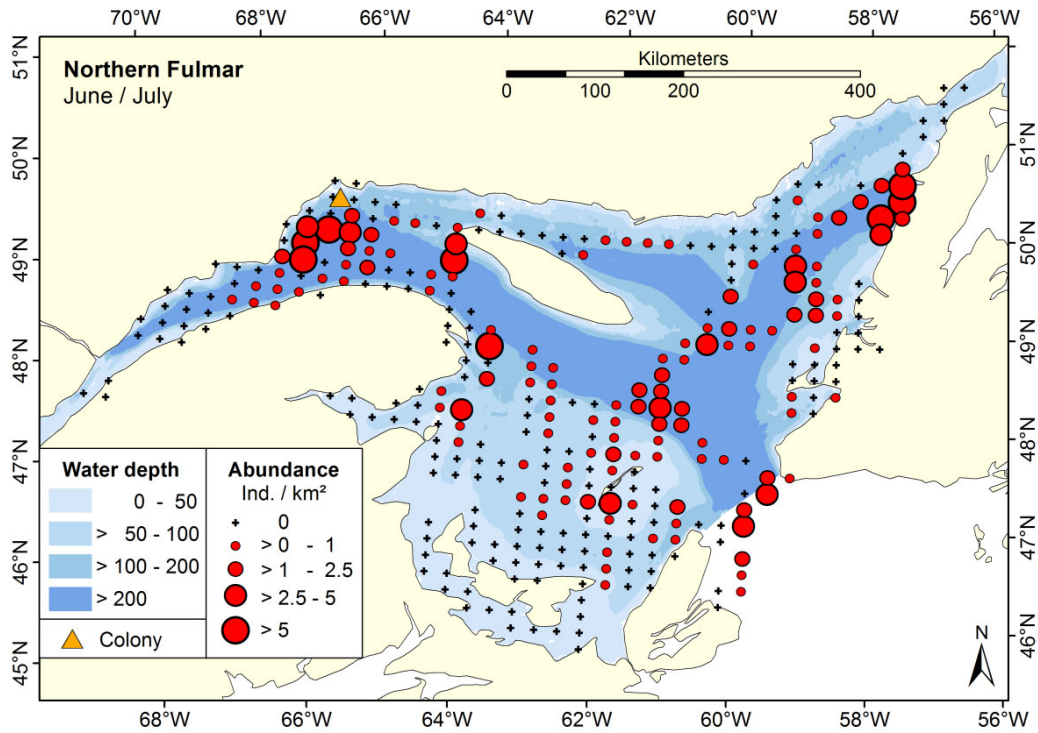 70°W 68°W 66°W 64°W 62°W 60°W 58°W 56°W
Northern Fulmar
June / July
Kilometers
0 100 200 400
51°N
50°N
49°N
48°N
47°N
46°N
45°N
51°N
50°N
49°N
48°N
47°N
46°N
Water depth
0 - 50
> 50 - 100
> 100 - 200
> 200
Colony
Abundance
Ind. / km²
0
> 0 - 1
> 1 - 2.5
> 2.5 - 5
> 5
N
68°W 66°W 64°W 62°W 60°W 58°W 56°W